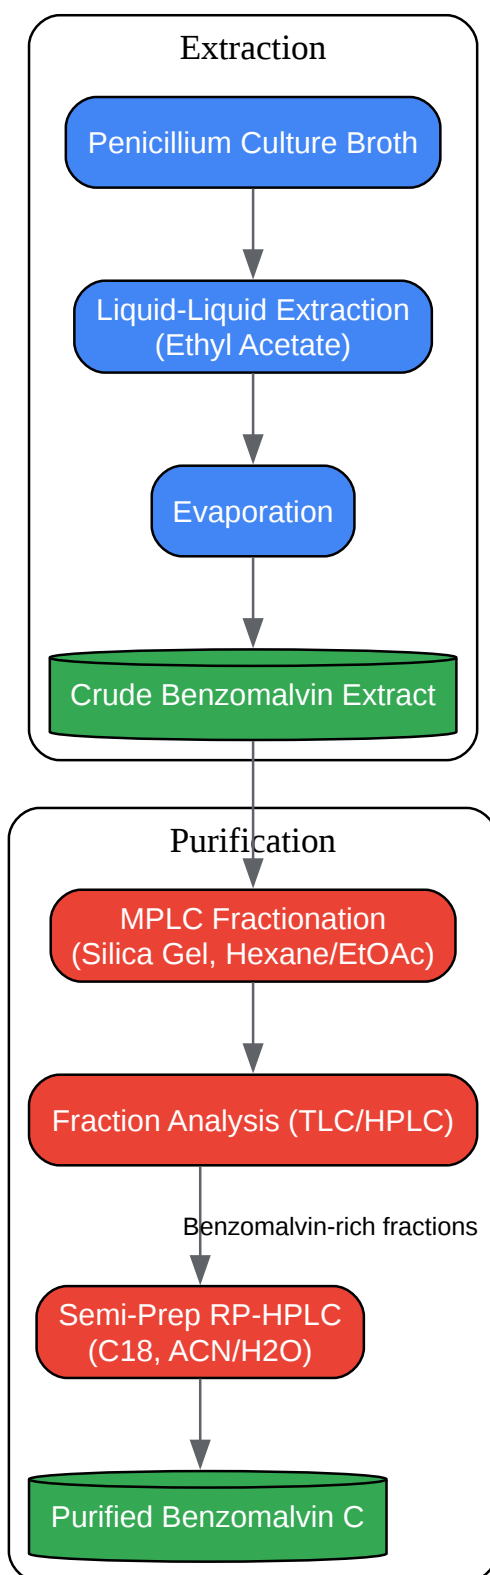 Extraction
Penicillium Culture Broth
Liquid-Liquid Extraction
(Ethyl Acetate)
Evaporation
Crude Benzomalvin Extract
Purification
MPLC Fractionation
(Silica Gel, Hexane/EtOAc)
Fraction Analysis (TLC/HPLC)
Benzomalvin-rich fractions
Semi-Prep RP-HPLC
(C18, ACN/H2O)
Purified Benzomalvin C